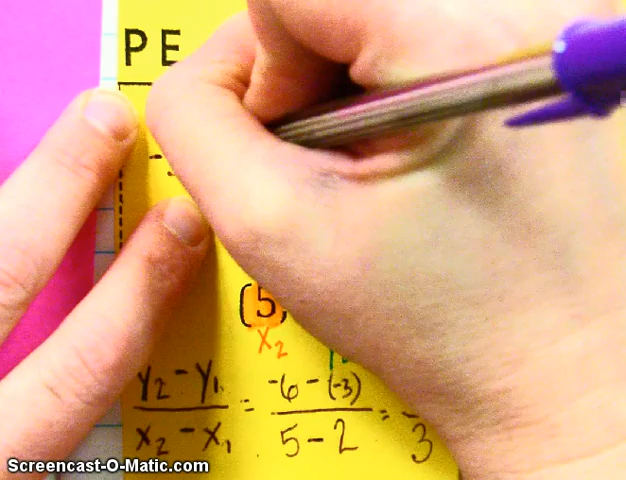 PE
(5,
x₂
y₂ - y₁ / x₂ - x₁ = -6 - (-3) / 5 - 2 = - / 3
Screencast-O-Matic.com